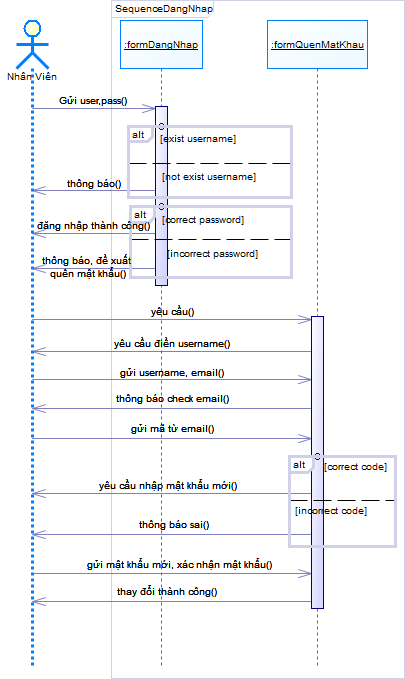 SequenceDangNhap
:formDangNhap
:formQuenMatKhau
Nhân Viên
Gửi user,pass()
alt
[exist username]
[not exist username]
thông báo()
alt
[correct password]
đăng nhập thành công()
[incorrect password]
thông báo, đề xuất
quên mật khẩu()
yêu cầu()
yêu cầu điền username()
gửi username, email()
thông báo check email()
gửi mã từ email()
alt
[correct code]
yêu cầu nhập mật khẩu mới()
[incorrect code]
thông báo sai()
gửi mật khẩu mới, xác nhận mật khẩu()
thay đổi thành công()